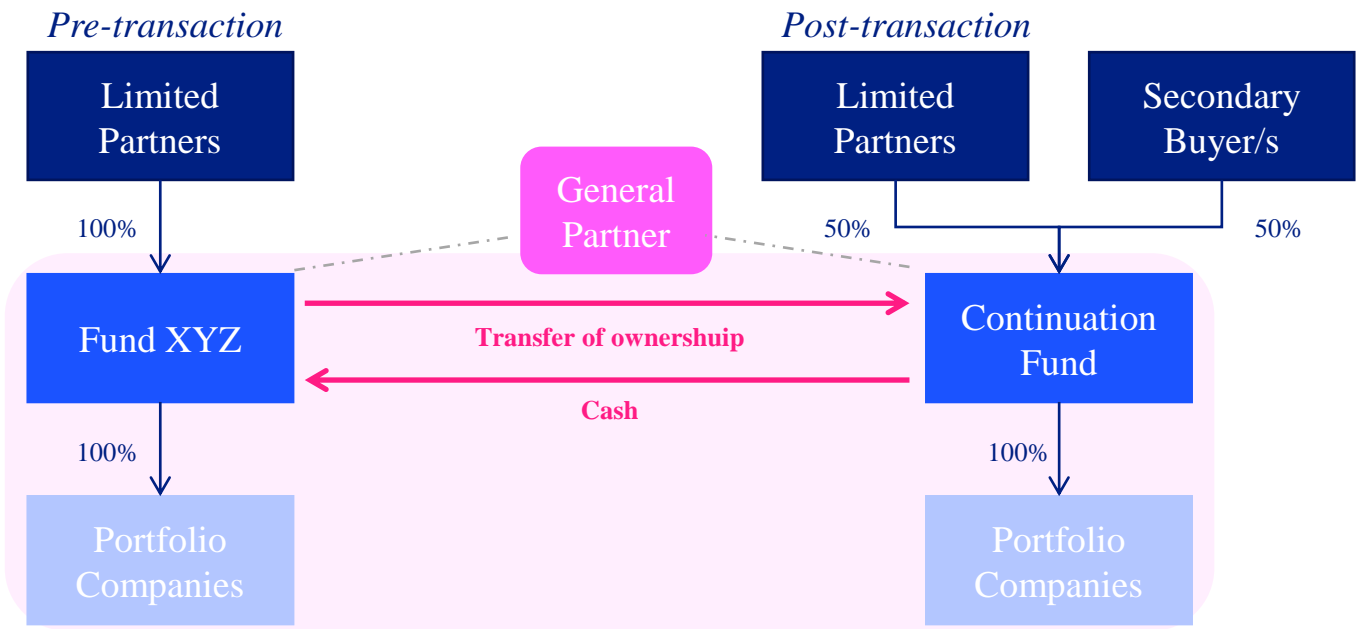 Pre-transaction
Post-transaction
Limited
Partners
Limited
Partners
Secondary
Buyer/s
General
Partner
100%
50%
50%
Fund XYZ
Transfer of ownershuip
Cash
Continuation
Fund
100%
100%
Portfolio
Companies
Portfolio
Companies